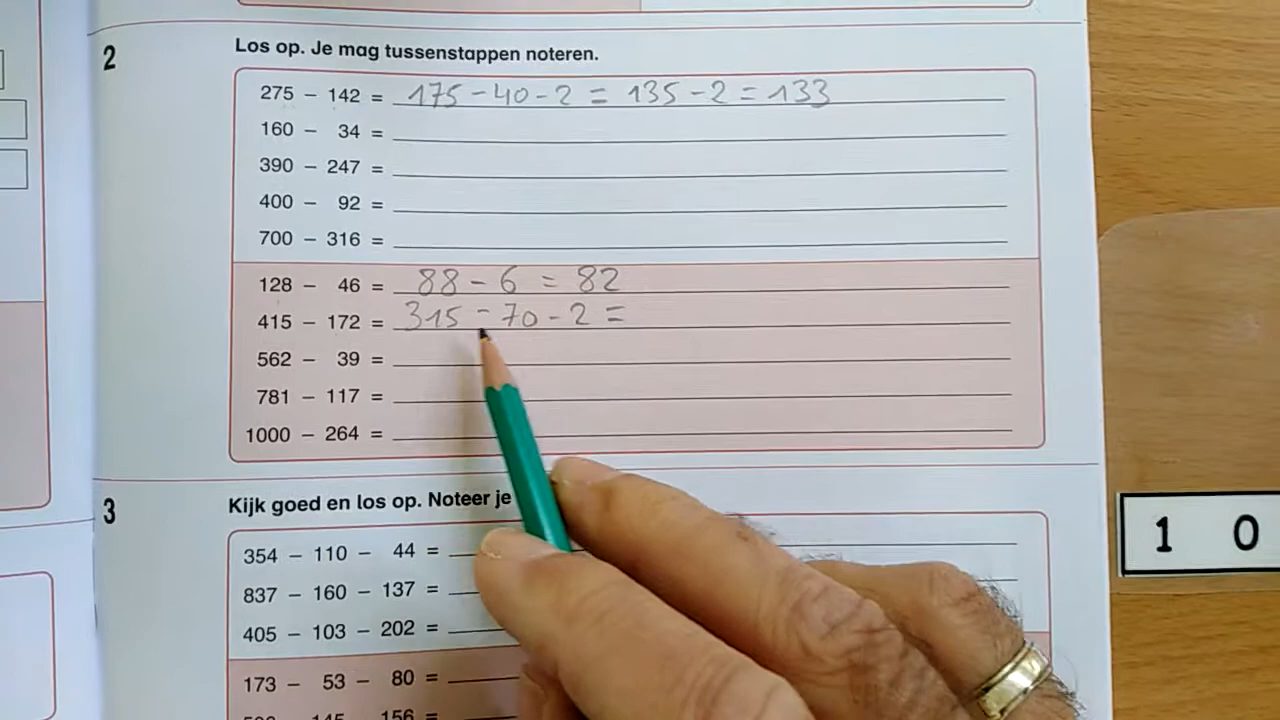 2
Los op. Je mag tussenstappen noteren.
275 – 142 = 175 – 40 – 2 = 135 – 2 = 133
160 – 34 =
390 – 247 =
400 – 92 =
700 – 316 =
128 – 46 = 88 – 6 = 82
415 – 172 = 315 – 70 – 2 =
562 – 39 =
781 – 117 =
1000 – 264 =
3
Kijk goed en los op. Noteer je
354 – 110 – 44 =
837 – 160 – 137 =
405 – 103 – 202 =
173 – 53 – 80 =
1 0